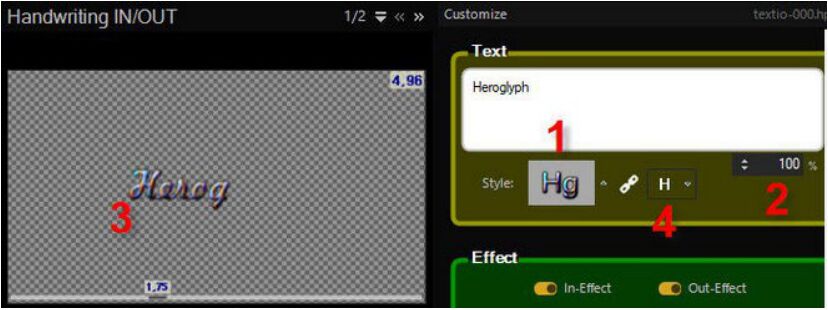 Handwriting IN/OUT 1/2 « »
4,96
Harog
3
1,75
Customize textio-000.hp
Text
Heroglyph
1
Style: Hg H 100 %
4 2
Effect
In-Effect Out-Effect